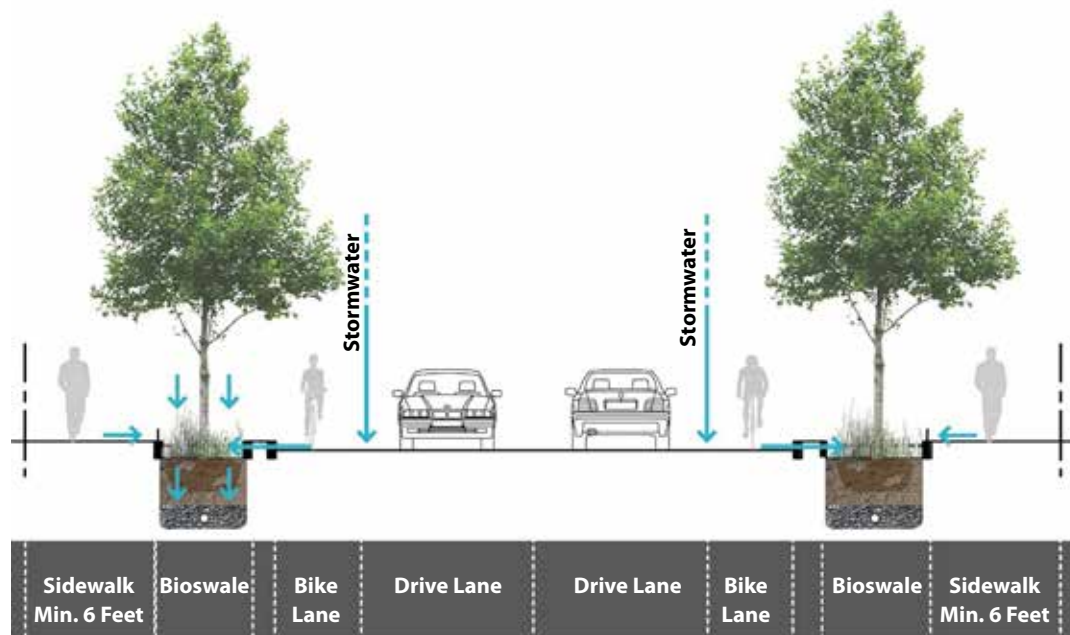 Stormwater
Stormwater
Sidewalk
Min. 6 Feet
Bioswale
Bike
Lane
Drive Lane
Drive Lane
Bike
Lane
Bioswale
Sidewalk
Min. 6 Feet